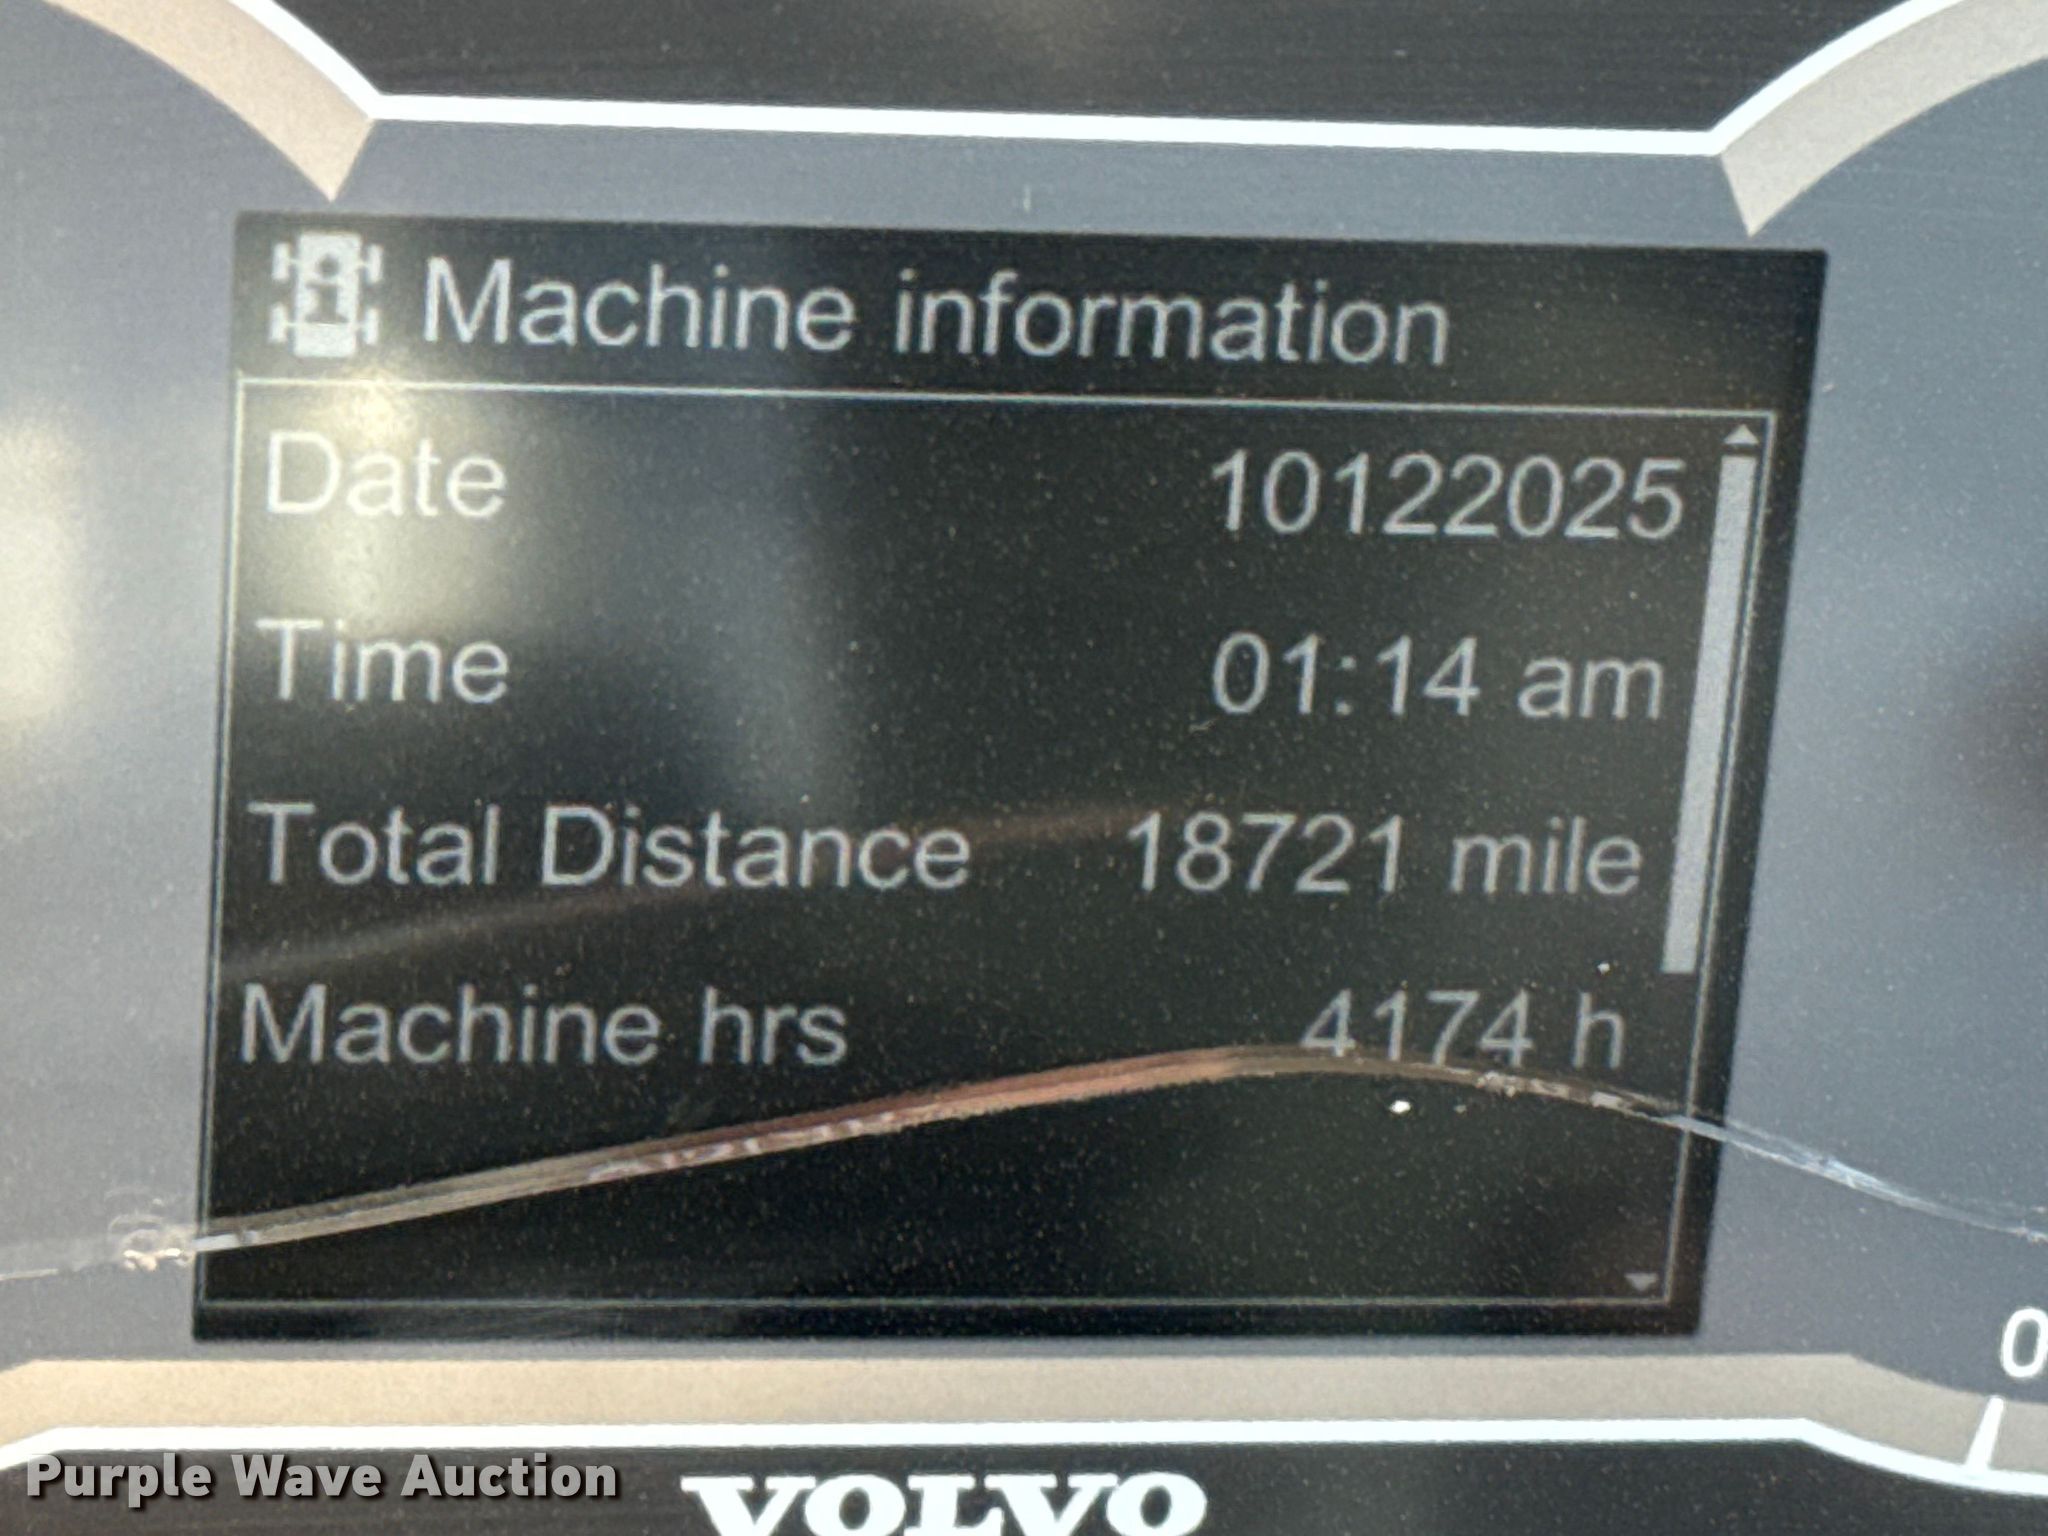 Machine information
Date 10122025
Time 01:14 am
Total Distance 18721 mile
Machine hrs 4174 h
0
Purple Wave Auction
VOLVO